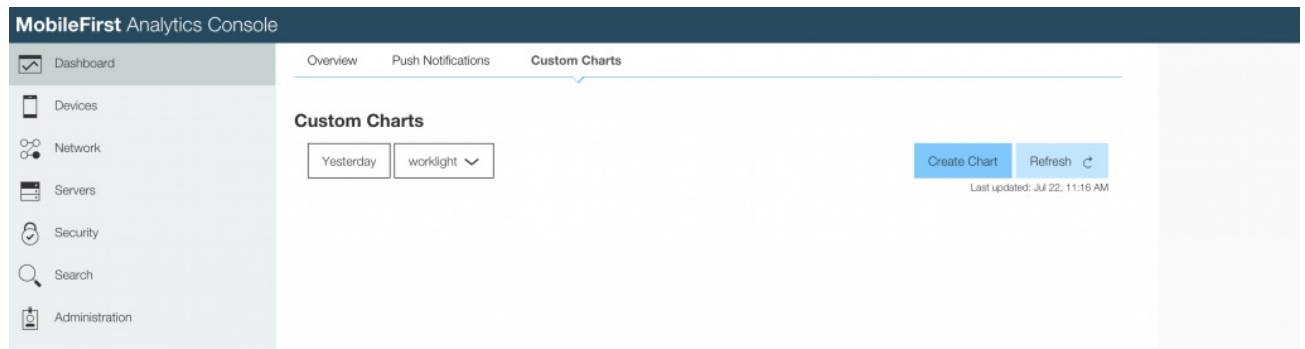 MobileFirst Analytics Console
Dashboard
Devices
Network
Servers
Security
Search
Administration
Overview Push Notifications Custom Charts
Custom Charts
Yesterday worklight Create Chart Refresh
Last updated: Jul 22, 11:16 AM